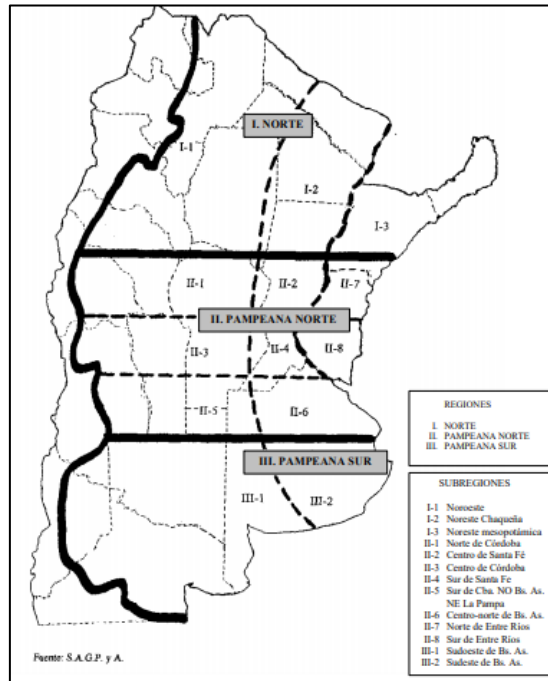 I. NORTE
I-1
I-2
I-3
II-1
II-2
II-7
II. PAMPEANA NORTE
II-3
II-4
II-8
II-5
II-6
III. PAMPEANA SUR
III-1
III-2
REGIONES
I. NORTE
II. PAMPEANA NORTE
III. PAMPEANA SUR
SUBREGIONES
I-1 Noroeste
I-2 Noreste Chaqueña
I-3 Noreste mesopotámica
II-1 Norte de Córdoba
II-2 Centro de Santa Fé
II-3 Centro de Córdoba
II-4 Sur de Santa Fe
II-5 Sur de Cba. NO Bs. As.
NE La Pampa
II-6 Centro-norte de Bs. As.
II-7 Norte de Entre Ríos
II-8 Sur de Entre Ríos
III-1 Sudoeste de Bs. As.
III-2 Sudeste de Bs. As.
Fuente: S.A.G.P. y A.